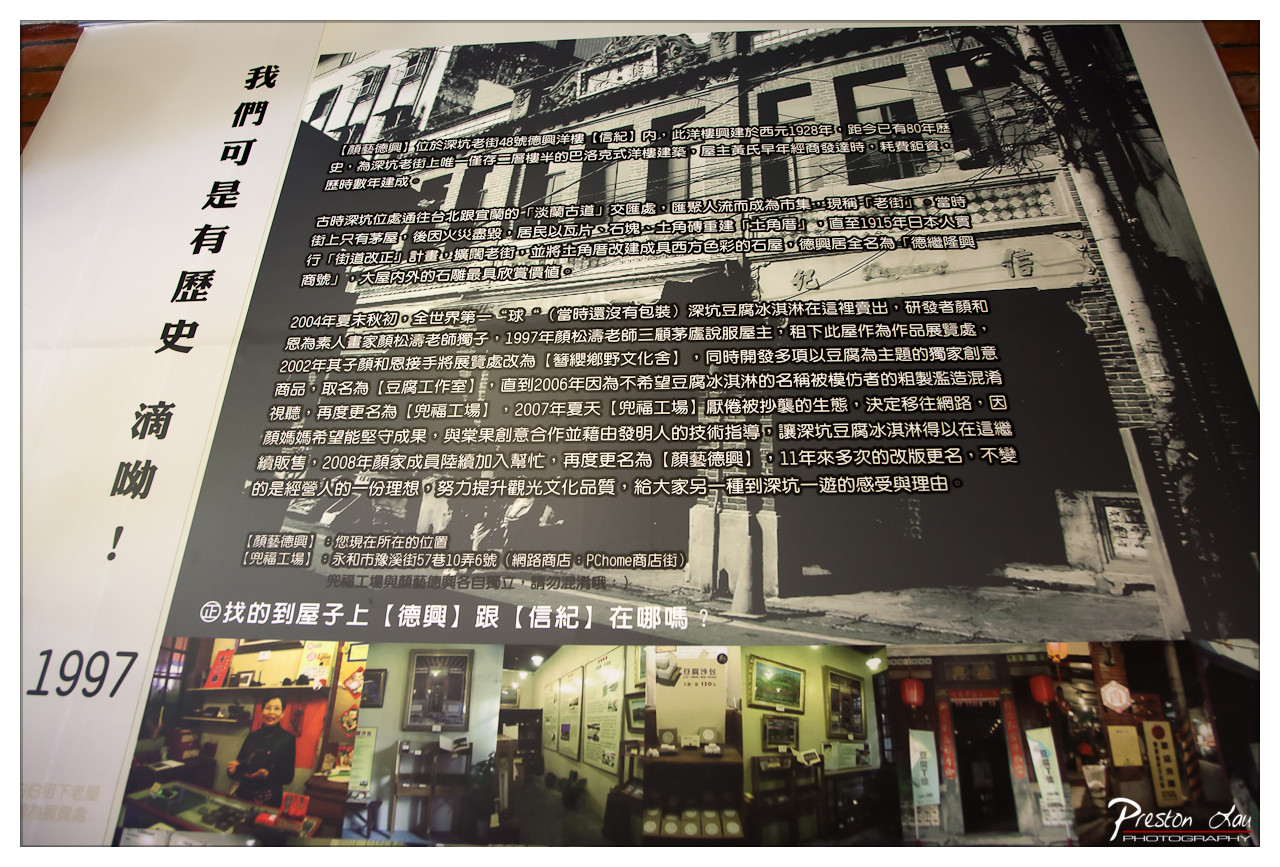 我們可是有歷史 滴呦！
【顏藝德興】位於深坑老街48號德興洋樓【信紀】內，此洋樓興建於西元1928年，距今已有80年歷
史，為深坑老街上唯一僅存二層樓半的巴洛克式洋樓建築，屋主黃氏早年經商發達時，耗費鉅資，
歷時數年建成。
古時深坑位處通往台北跟宜蘭的「淡蘭古道」交匯處，匯聚人流而成為市集，現稱「老街」。當時
街上只有茅屋，後因火災盡毀，居民以瓦片、石塊、土角磚重建「土角厝」，直至1915年日本人實
行「街道改正」計畫，擴闊老街，並將土角厝改建成具西方色彩的石屋，德興居全名為「德繼隆興
商號」，大屋內外的石雕最具欣賞價值。
2004年夏末秋初，全世界第一“球“（當時還沒有包裝）深坑豆腐冰淇淋在這裡賣出，研發者顏和
恩為素人畫家顏松濤老師獨子，1997年顏松濤老師三顧茅廬說服屋主，租下此屋作為作品展覽處，
2002年其子顏和恩接手將展覽處改為【簪纓鄉野文化舍】，同時開發多項以豆腐為主題的獨家創意
商品，取名為【豆腐工作室】，直到2006年因為不希望豆腐冰淇淋的名稱被模仿者的粗製濫造混淆
視聽，再度更名為【兜福工場】，2007年夏天【兜福工場】厭倦被抄襲的生態，決定移往網路，因
顏媽媽希望能堅守成果，與棠果創意合作並藉由發明人的技術指導，讓深坑豆腐冰淇淋得以在這繼
續販售，2008年顏家成員陸續加入幫忙，再度更名為【顏藝德興】，11年來多次的改版更名，不變
的是經營人的一份理想，努力提升觀光文化品質，給大家另一種到深坑一遊的感受與理由。
【顏藝德興】：您現在所在的位置
【兜福工場】：永和市豫溪街57巷10弄6號（網路商店：PChome商店街）
兜福工場與顏藝德興各自獨立，請勿混淆哦：）
㊣找的到屋子上【德興】跟【信紀】在哪嗎？
紀
信
1997
豆腐沙包
130
Preston Lau
PHOTOGRAPHY